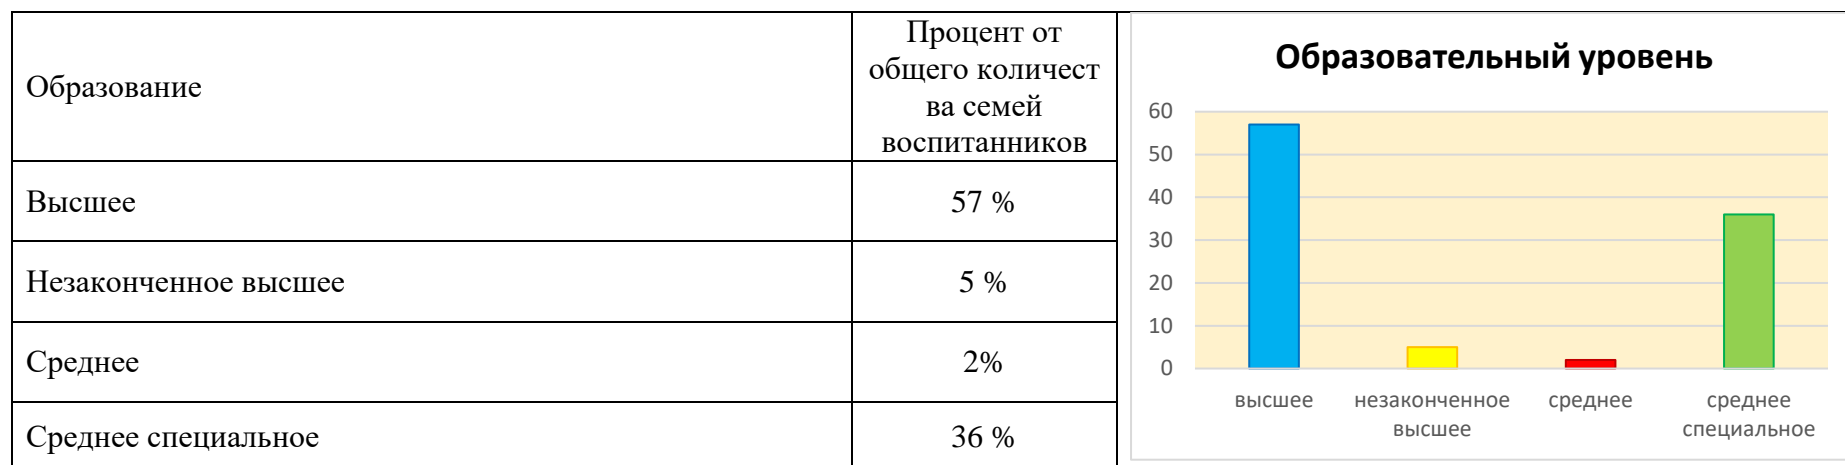 Образование
Процент от
общего количест
ва семей
воспитанников
Высшее
57 %
Незаконченное высшее
5 %
Среднее
2%
Среднее специальное
36 %
Образовательный уровень
60
50
40
30
20
10
0
высшее
незаконченное
высшее
среднее
среднее
специальное